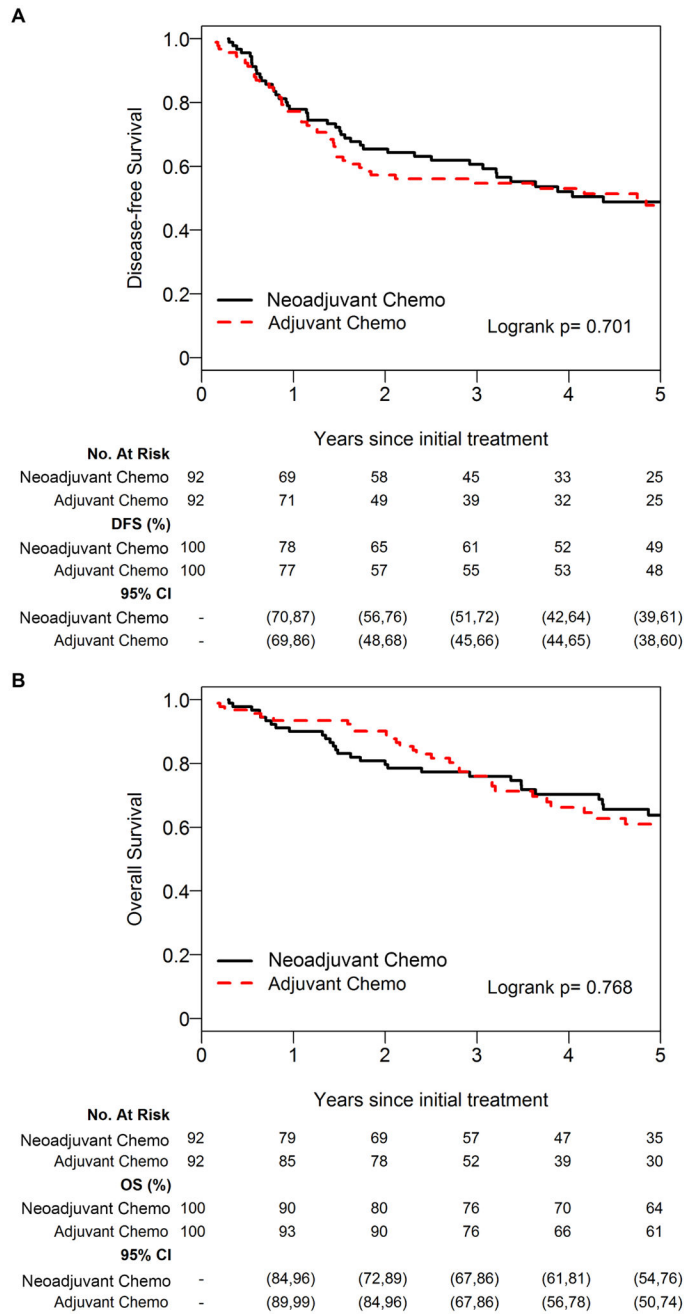 A
Disease-free Survival
1.0
0.8
0.6
0.4
0.2
0
Neoadjuvant Chemo
Adjuvant Chemo
Logrank p= 0.701
0 1 2 3 4 5
Years since initial treatment
No. At Risk
Neoadjuvant Chemo 92 69 58 45 33 25
Adjuvant Chemo 92 71 49 39 32 25
DFS (%)
Neoadjuvant Chemo 100 78 65 61 52 49
Adjuvant Chemo 100 77 57 55 53 48
95% CI
Neoadjuvant Chemo - (70,87) (56,76) (51,72) (42,64) (39,61)
Adjuvant Chemo - (69,86) (48,68) (45,66) (44,65) (38,60)
B
Overall Survival
1.0
0.8
0.6
0.4
0.2
0
Neoadjuvant Chemo
Adjuvant Chemo
Logrank p= 0.768
0 1 2 3 4 5
Years since initial treatment
No. At Risk
Neoadjuvant Chemo 92 79 69 57 47 35
Adjuvant Chemo 92 85 78 52 39 30
OS (%)
Neoadjuvant Chemo 100 90 80 76 70 64
Adjuvant Chemo 100 93 90 76 66 61
95% CI
Neoadjuvant Chemo - (84,96) (72,89) (67,86) (61,81) (54,76)
Adjuvant Chemo - (89,99) (84,96) (67,86) (56,78) (50,74)